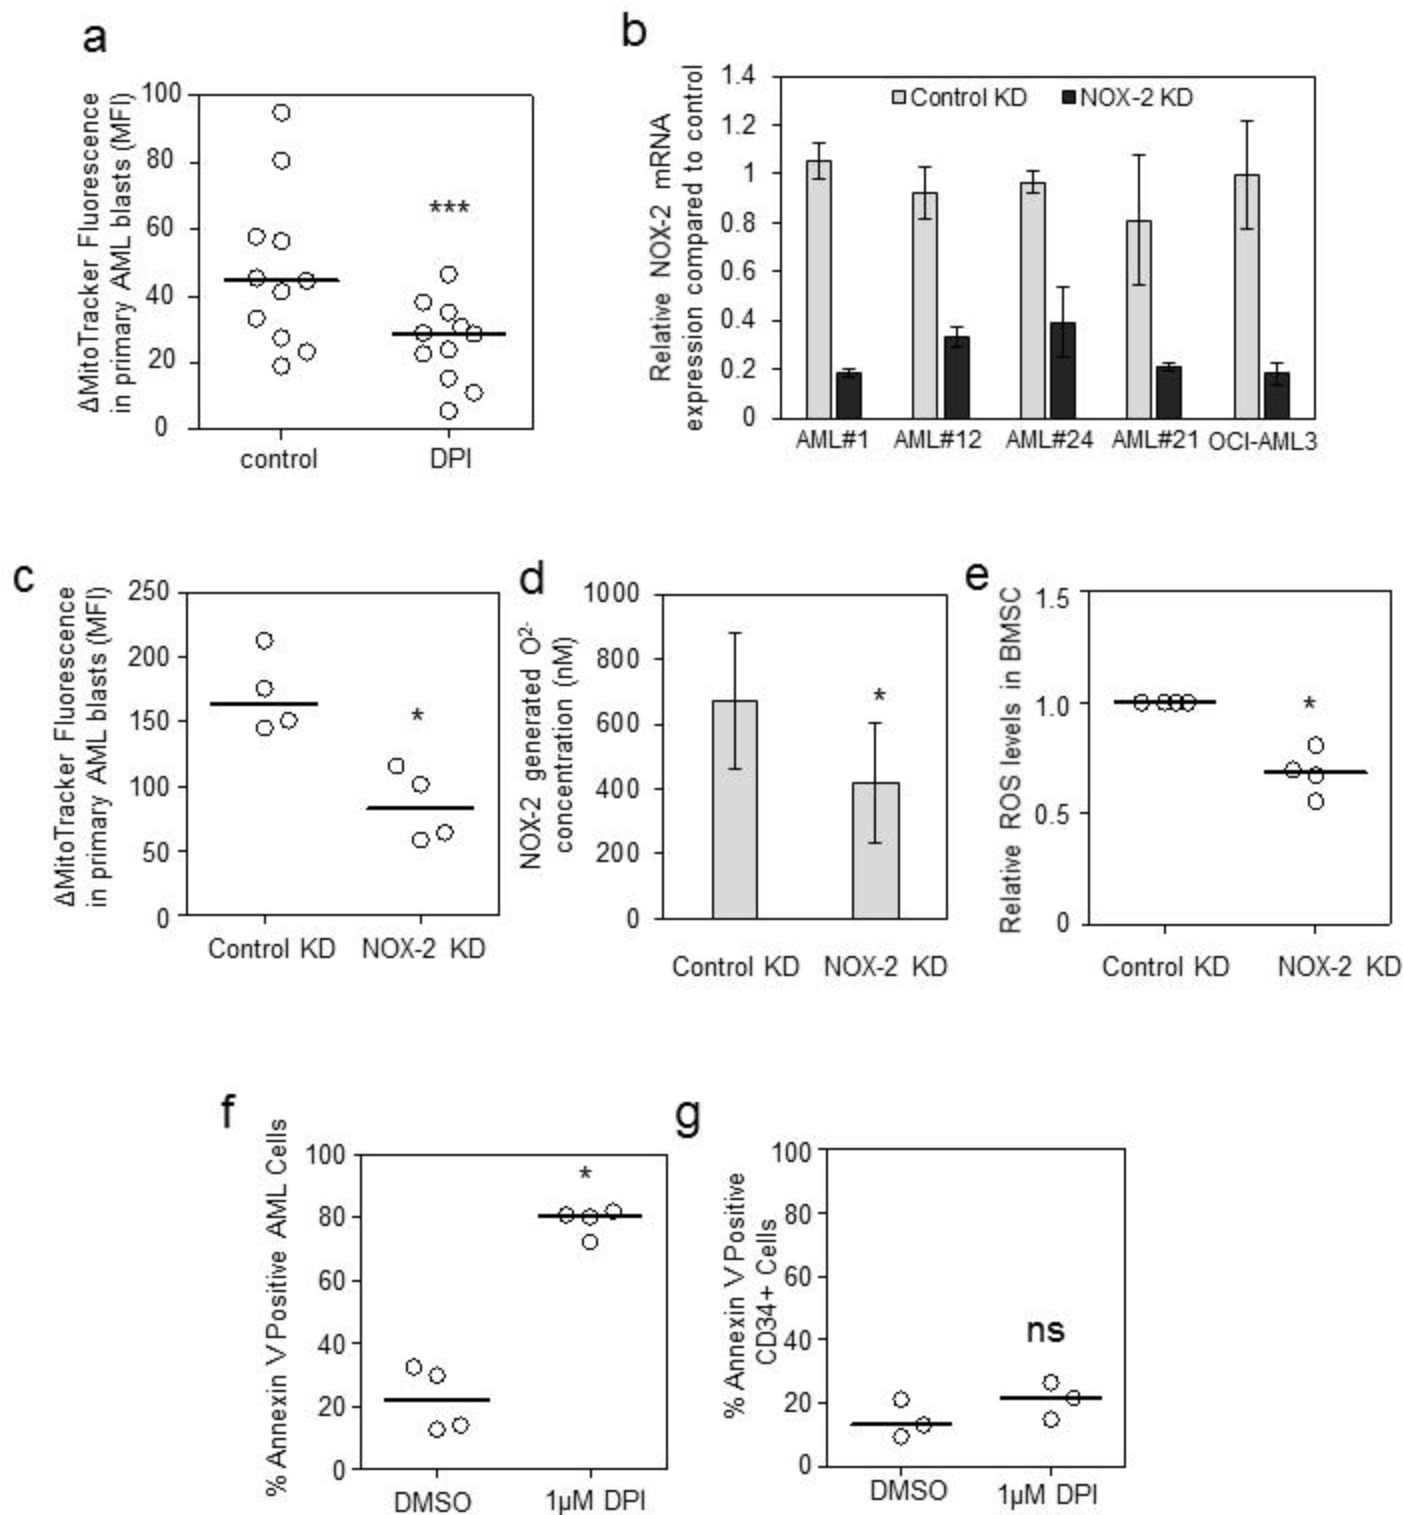 a
ΔMitoTracker Fluorescence
in primary AML blasts (MFI)
100
80
60
40
20
0
***
control
DPI
b
Relative NOX-2 mRNA
expression compared to control
1.4
1.2
1
0.8
0.6
0.4
0.2
0
Control KD
NOX-2 KD
AML#1
AML#12
AML#24
AML#21
OCI-AML3
c
ΔMitoTracker Fluorescence
in primary AML blasts (MFI)
250
200
150
100
50
0
*
Control KD
NOX-2 KD
d
NOX-2 generated O²⁻
concentration (nM)
1000
800
600
400
200
0
*
Control KD
NOX-2 KD
e
Relative ROS levels in BMSC
1.5
1.0
0.5
0
*
Control KD
NOX-2 KD
f
% Annexin V Positive AML Cells
100
80
60
40
20
0
*
DMSO
1µM DPI
g
% Annexin V Positive
CD34+ Cells
100
80
60
40
20
0
ns
DMSO
1µM DPI